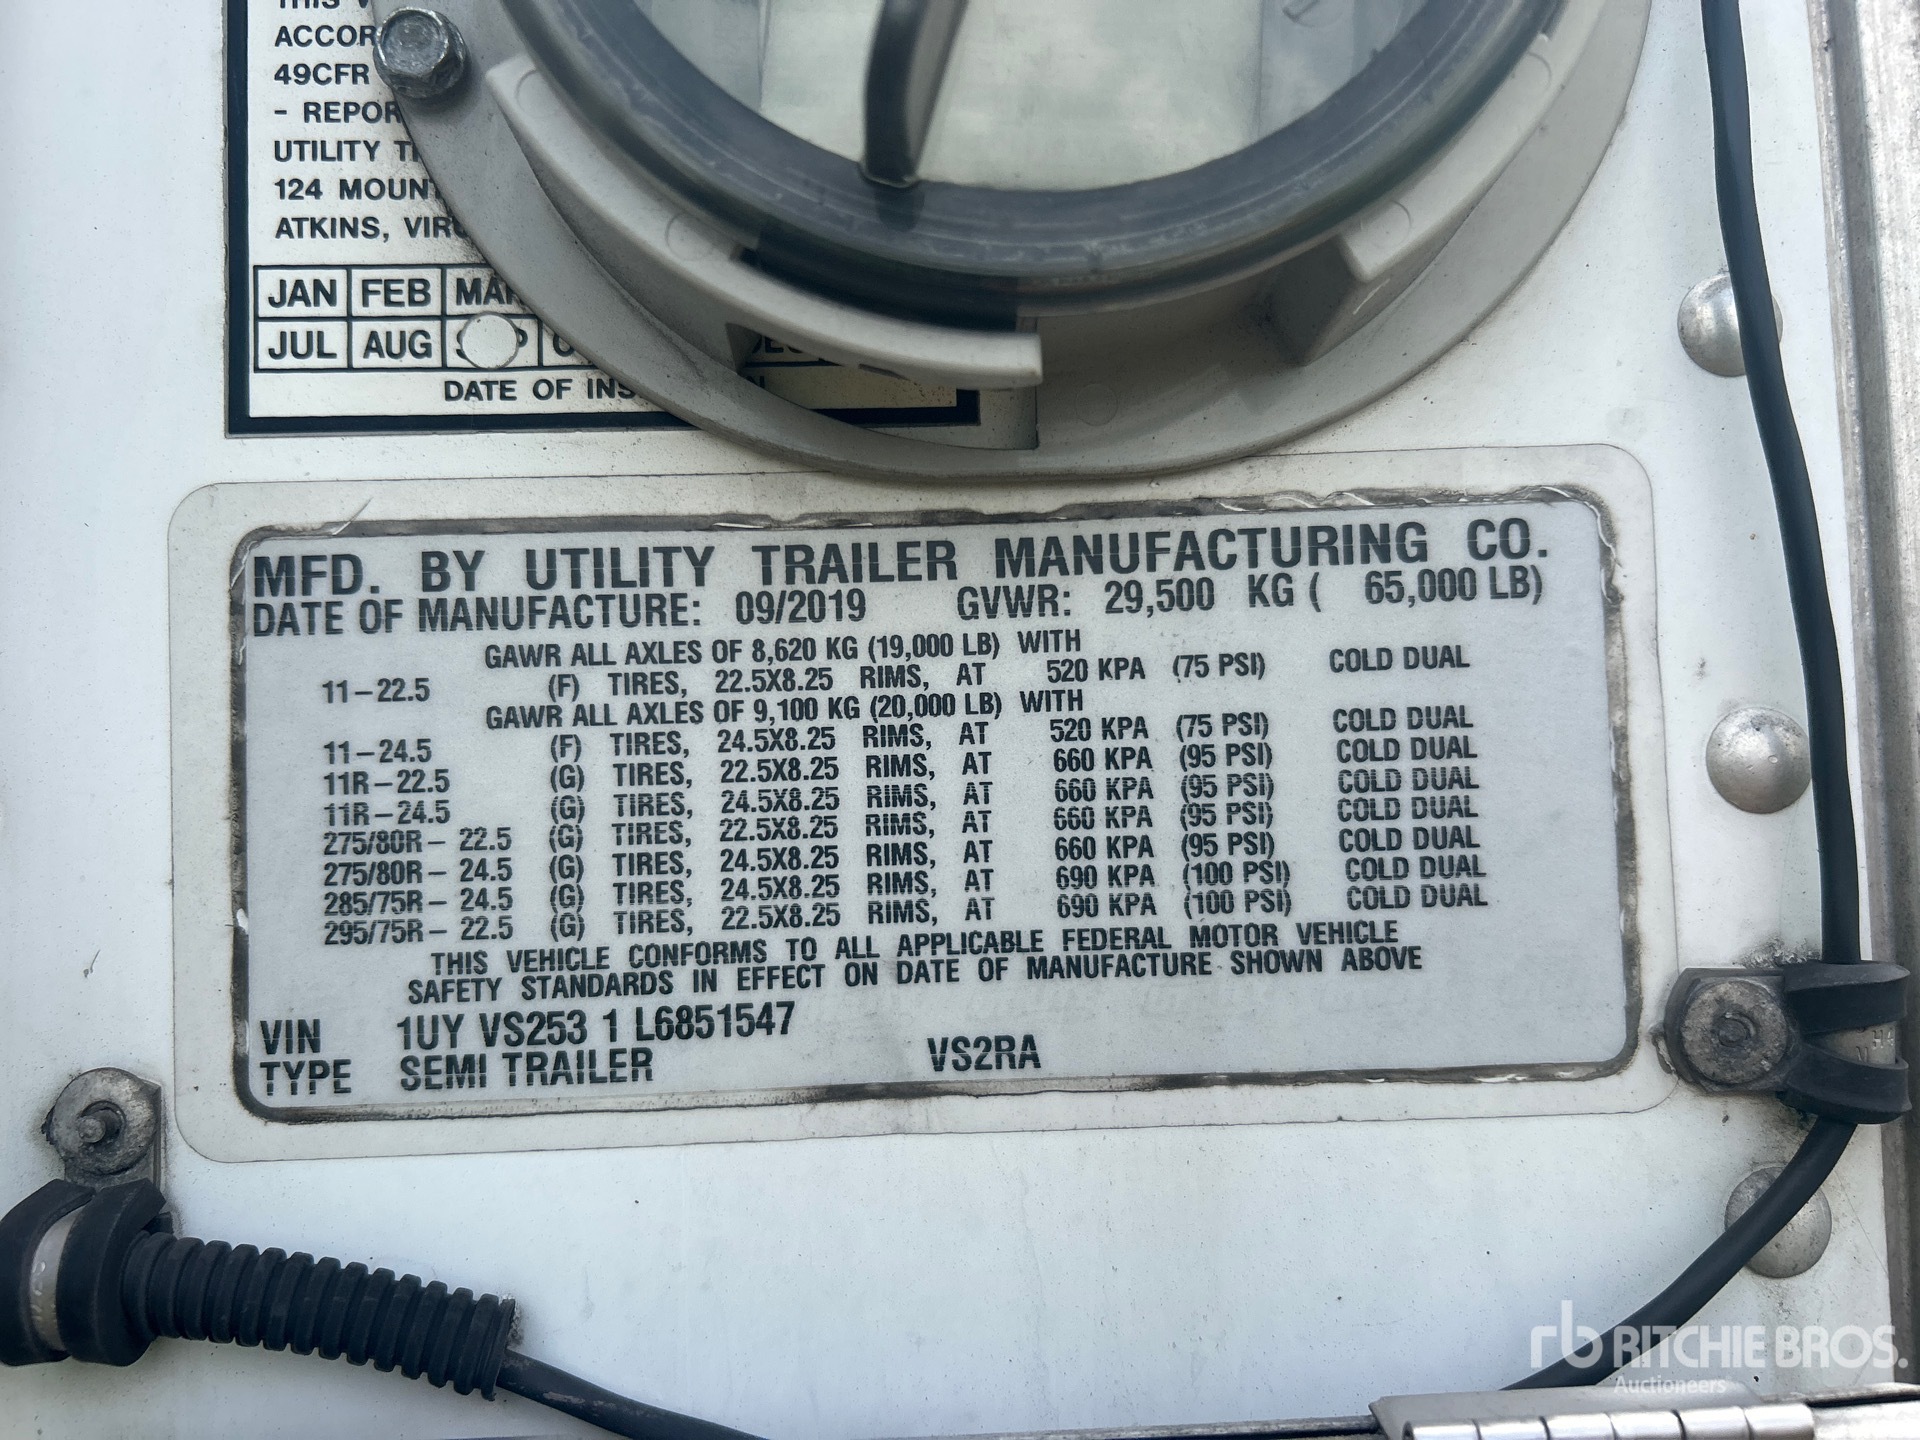 ACCOR
49CFR
- REPOR
UTILITY T
124 MOUNT
ATKINS, VIR
JAN FEB MAR
JUL AUG
DATE OF INS
MFD. BY UTILITY TRAILER MANUFACTURING CO.
DATE OF MANUFACTURE: 09/2019 GVWR: 29,500 KG ( 65,000 LB)
GAWR ALL AXLES OF 8,620 KG (19,000 LB) WITH
11-22.5 (F) TIRES, 22.5X8.25 RIMS, AT 520 KPA (75 PSI) COLD DUAL
GAWR ALL AXLES OF 9,100 KG (20,000 LB) WITH
11-24.5 (F) TIRES, 24.5X8.25 RIMS, AT 520 KPA (75 PSI) COLD DUAL
11R-22.5 (G) TIRES, 22.5X8.25 RIMS, AT 660 KPA (95 PSI) COLD DUAL
11R-24.5 (G) TIRES, 24.5X8.25 RIMS, AT 660 KPA (95 PSI) COLD DUAL
275/80R- 22.5 (G) TIRES, 22.5X8.25 RIMS, AT 660 KPA (95 PSI) COLD DUAL
275/80R- 24.5 (G) TIRES, 24.5X8.25 RIMS, AT 660 KPA (95 PSI) COLD DUAL
285/75R- 24.5 (G) TIRES, 24.5X8.25 RIMS, AT 690 KPA (100 PSI) COLD DUAL
295/75R- 22.5 (G) TIRES, 22.5X8.25 RIMS, AT 690 KPA (100 PSI) COLD DUAL
THIS VEHICLE CONFORMS TO ALL APPLICABLE FEDERAL MOTOR VEHICLE
SAFETY STANDARDS IN EFFECT ON DATE OF MANUFACTURE SHOWN ABOVE
VIN 1UY VS253 1 L6851547
TYPE SEMI TRAILER VS2RA
rb RITCHIE BROS.
Auctioneers